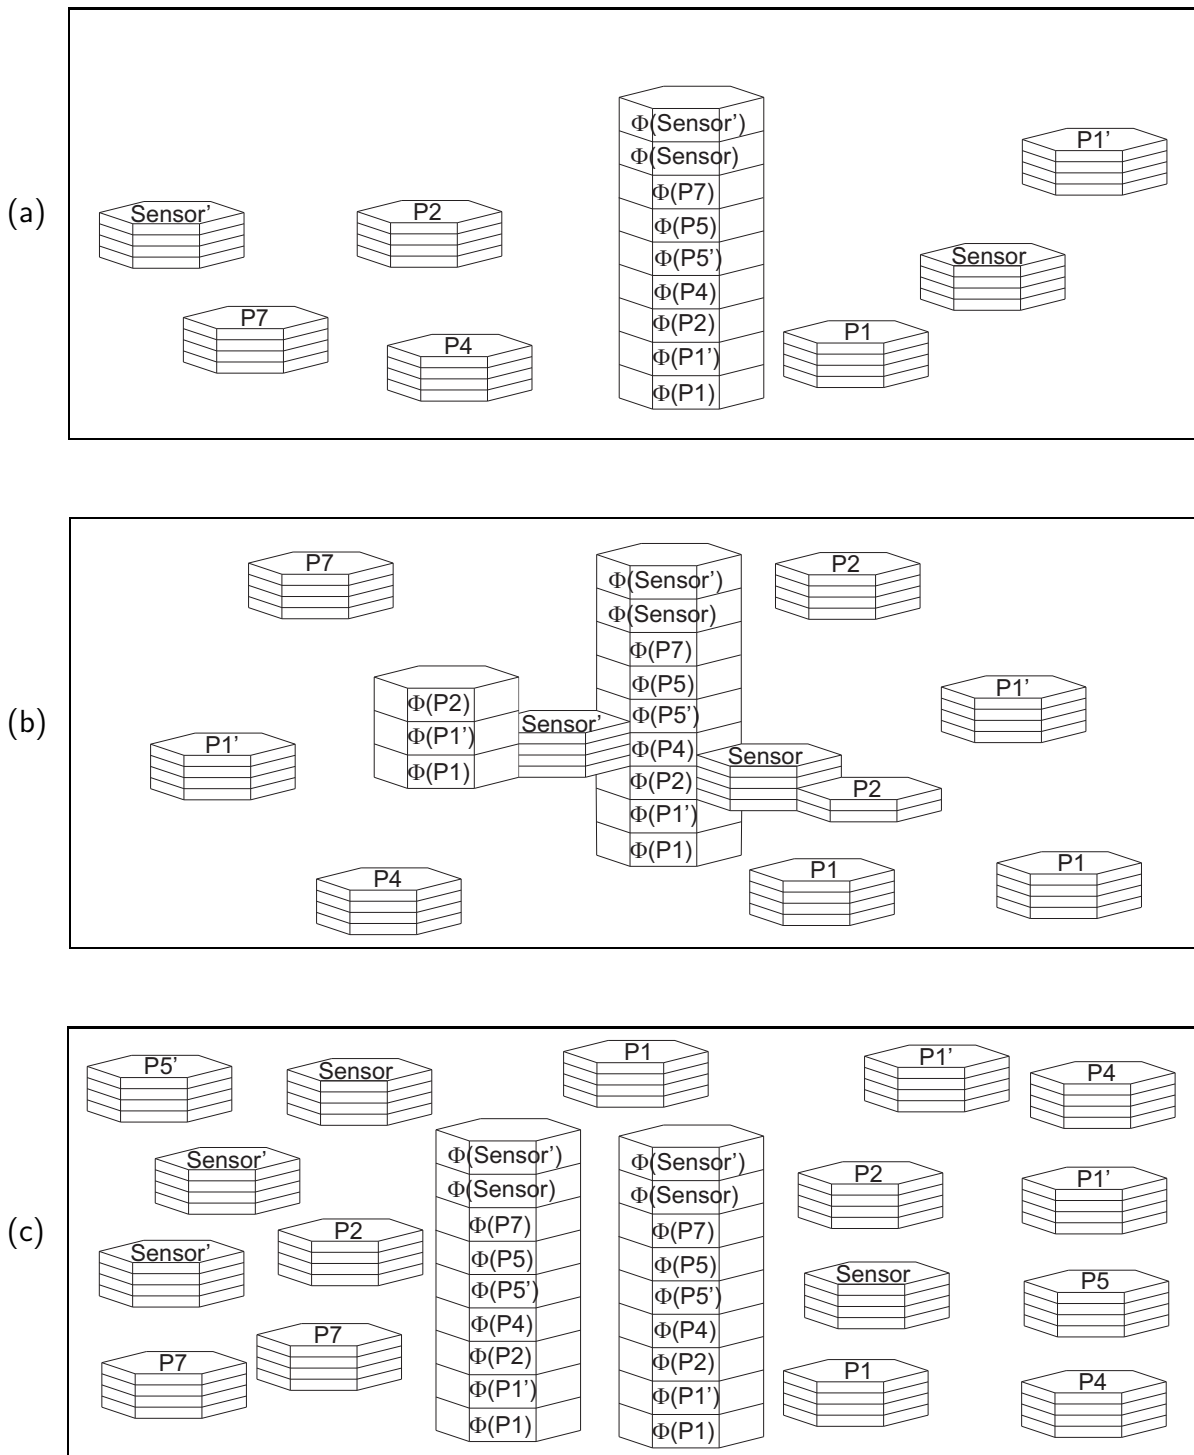 (a)
Sensor’
P2
P7
P4
Φ(Sensor’)
Φ(Sensor)
Φ(P7)
Φ(P5)
Φ(P5’)
Φ(P4)
Φ(P2)
Φ(P1’)
Φ(P1)
P1’
Sensor
P1
(b)
P7
P1’
P4
Φ(P2)
Φ(P1’)
Φ(P1)
Sensor’
Φ(Sensor’)
Φ(Sensor)
Φ(P7)
Φ(P5)
Φ(P5’)
Φ(P4)
Φ(P2)
Φ(P1’)
Φ(P1)
P2
P1’
Sensor
P2
P1
P1
(c)
P5’
Sensor
Sensor’
P2
Sensor’
P7
P7
P1
Φ(Sensor’)
Φ(Sensor)
Φ(P7)
Φ(P5)
Φ(P5’)
Φ(P4)
Φ(P2)
Φ(P1’)
Φ(P1)
Φ(Sensor’)
Φ(Sensor)
Φ(P7)
Φ(P5)
Φ(P5’)
Φ(P4)
Φ(P2)
Φ(P1’)
Φ(P1)
P1’
P4
P2
P1’
Sensor
P5
P1
P4